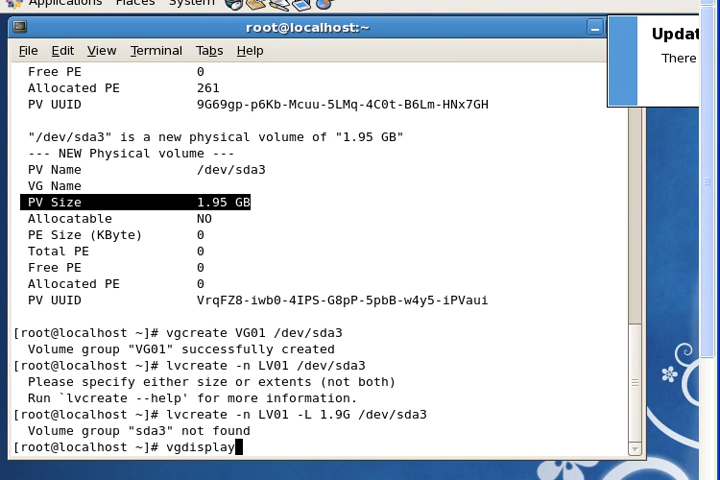 Applications Places System
root@localhost:~
File Edit View Terminal Tabs Help
Updat
There
Free PE 0
Allocated PE 261
PV UUID 9G69gp-p6Kb-Mcuu-5LMq-4C0t-B6Lm-HNx7GH
"/dev/sda3" is a new physical volume of "1.95 GB"
--- NEW Physical volume ---
PV Name /dev/sda3
VG Name
PV Size 1.95 GB
Allocatable NO
PE Size (KByte) 0
Total PE 0
Free PE 0
Allocated PE 0
PV UUID VrqFZ8-iwb0-4IPS-G8pP-5pbB-w4y5-iPVaui
[root@localhost ~]# vgcreate VG01 /dev/sda3
Volume group "VG01" successfully created
[root@localhost ~]# lvcreate -n LV01 /dev/sda3
Please specify either size or extents (not both)
Run `lvcreate --help' for more information.
[root@localhost ~]# lvcreate -n LV01 -L 1.9G /dev/sda3
Volume group "sda3" not found
[root@localhost ~]# vgdisplay